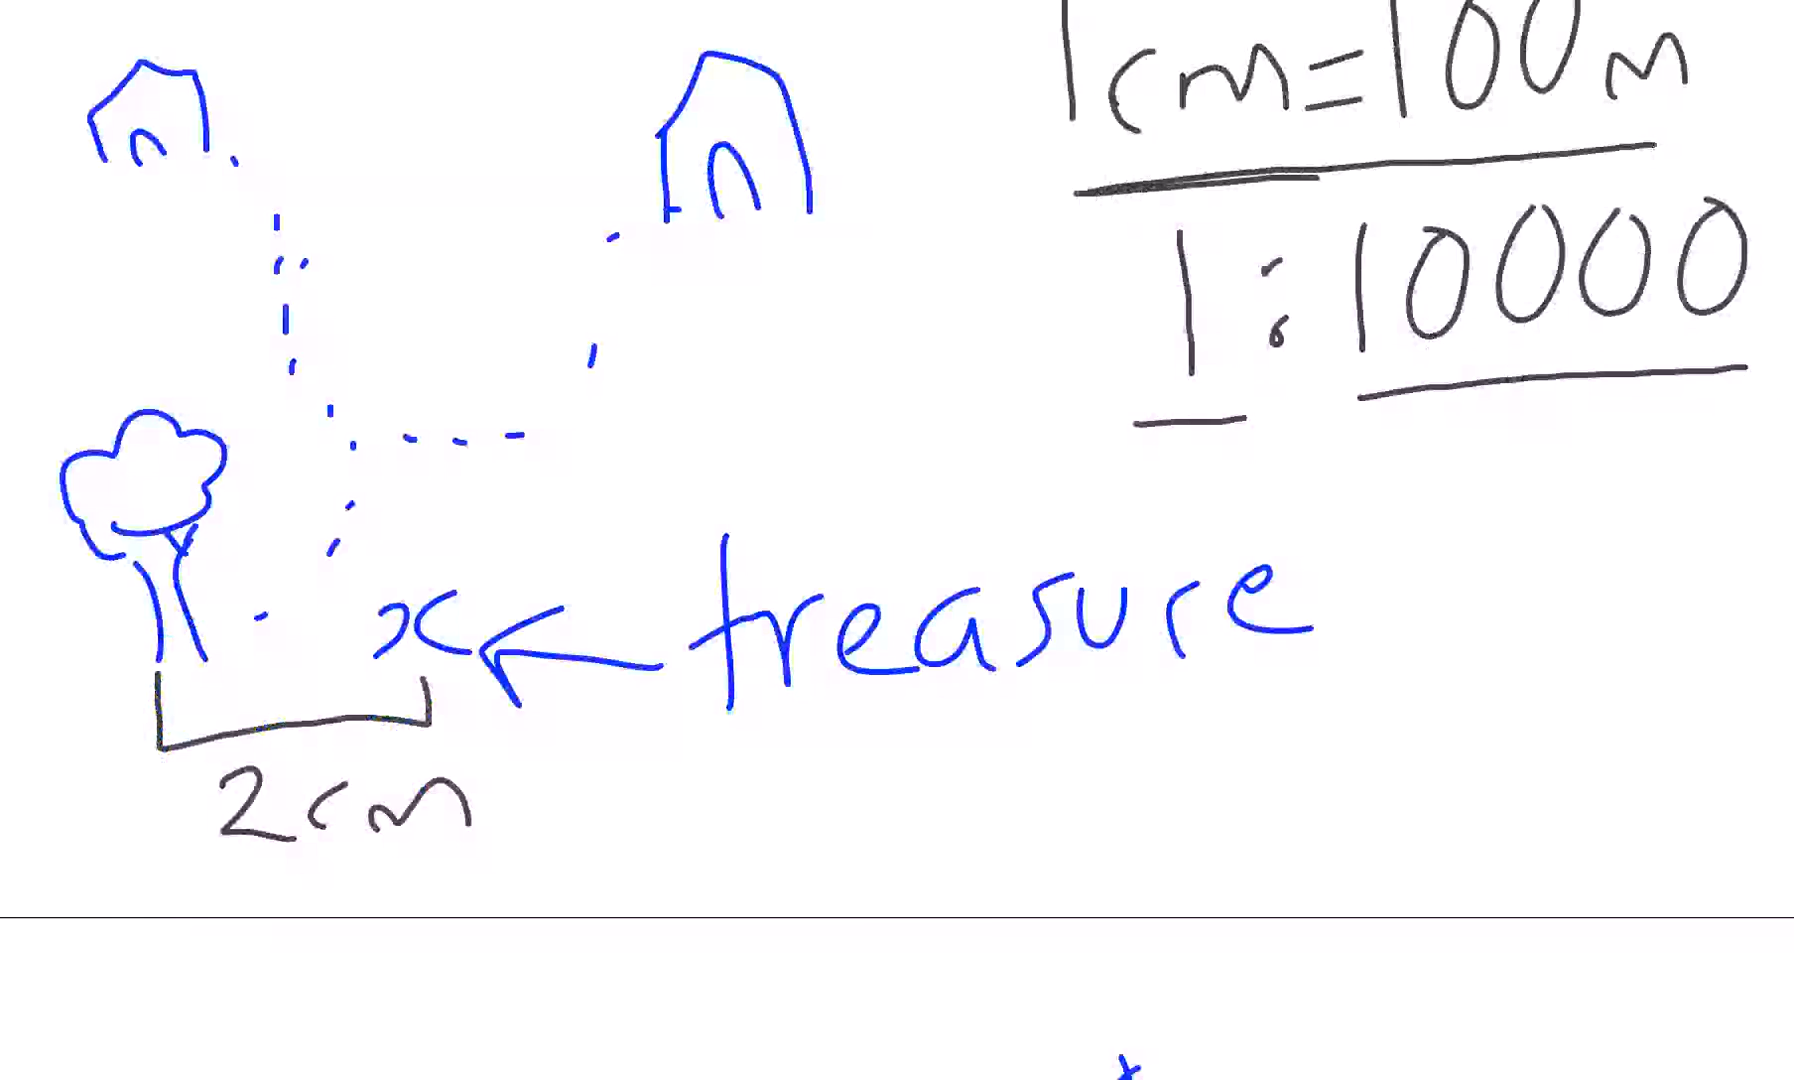 1cm=100m
1:10000
x ← treasure
2cm